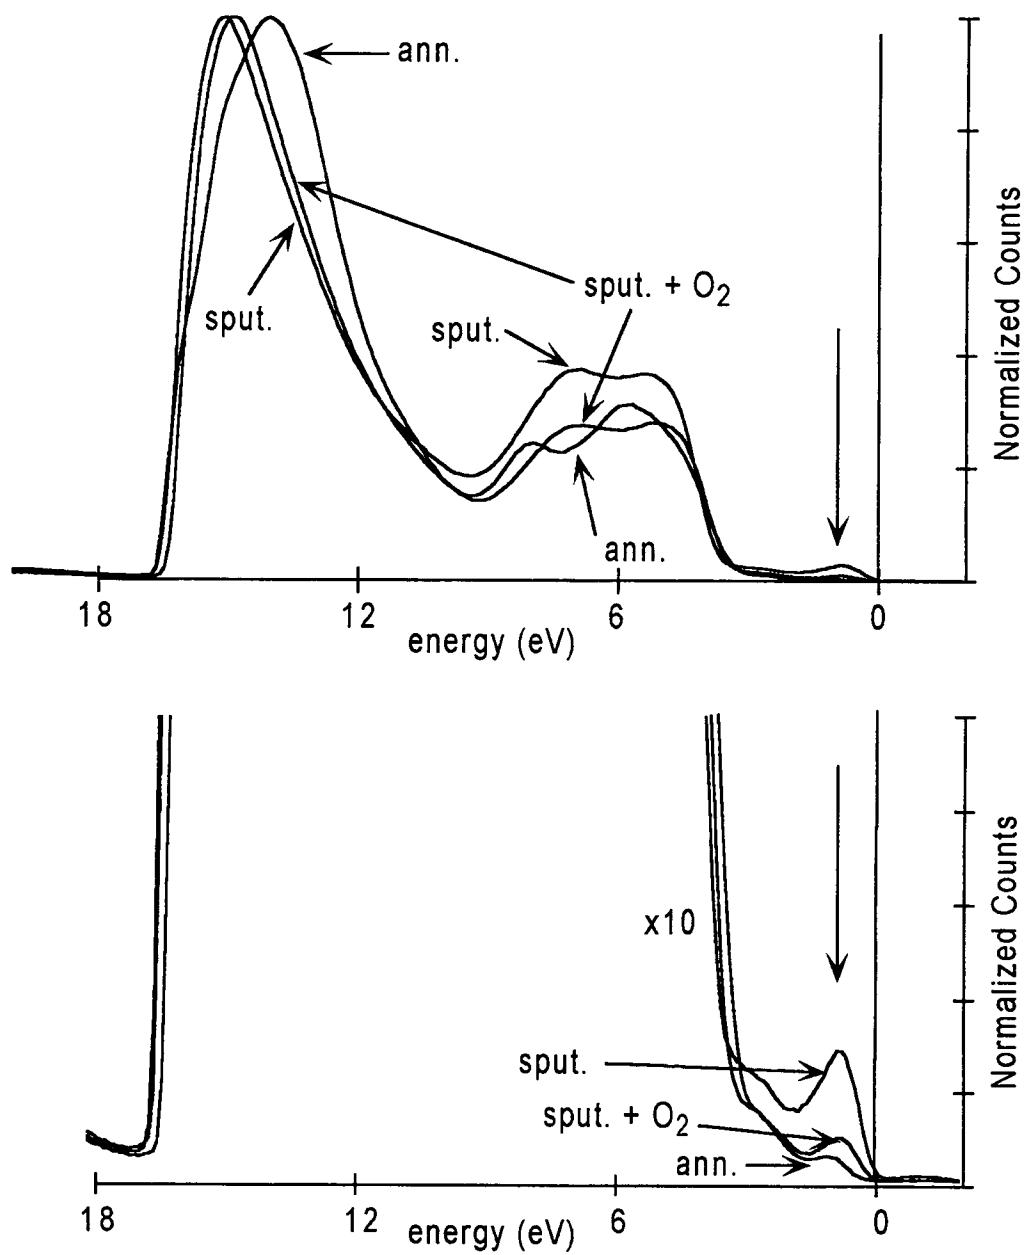 ann.
sput. + O2
sput.
sput.
ann.
Normalized Counts
18
12
6
0
energy (eV)
x10
sput.
sput. + O2
ann.
Normalized Counts
18
12
6
0
energy (eV)